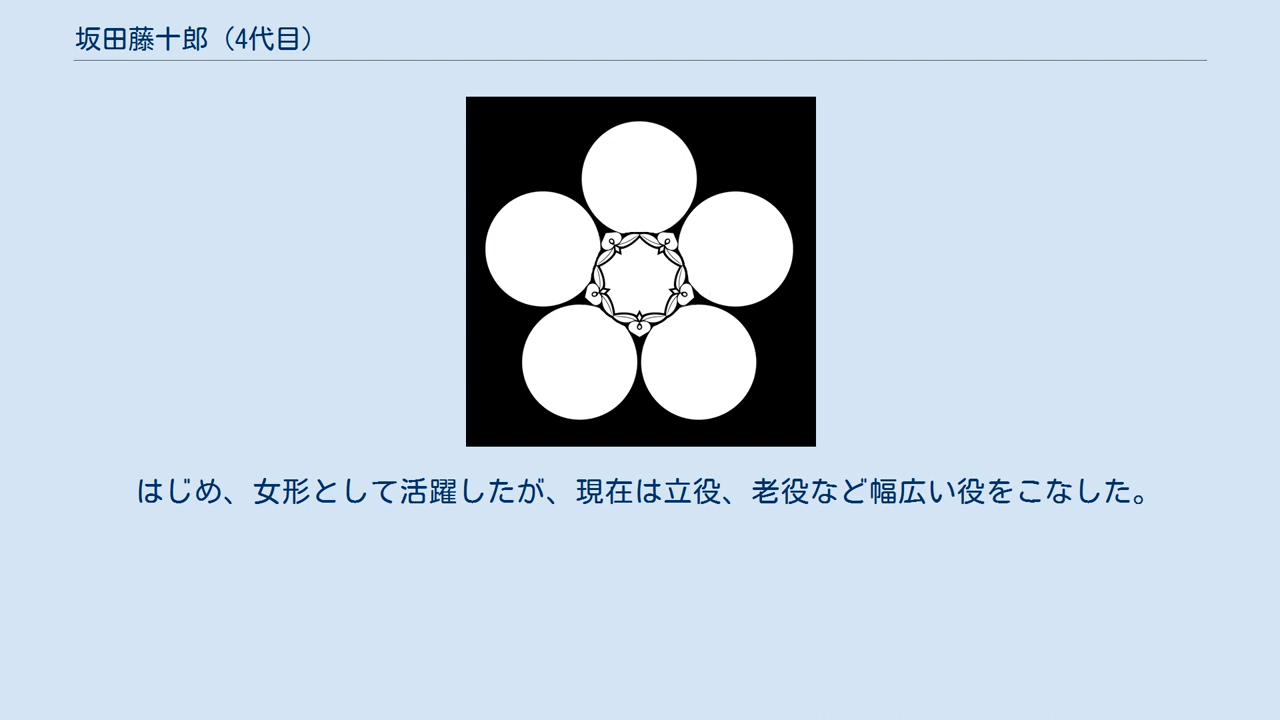 坂田藤十郎（4代目）
はじめ、女形として活躍したが、現在は立役、老役など幅広い役をこなした。